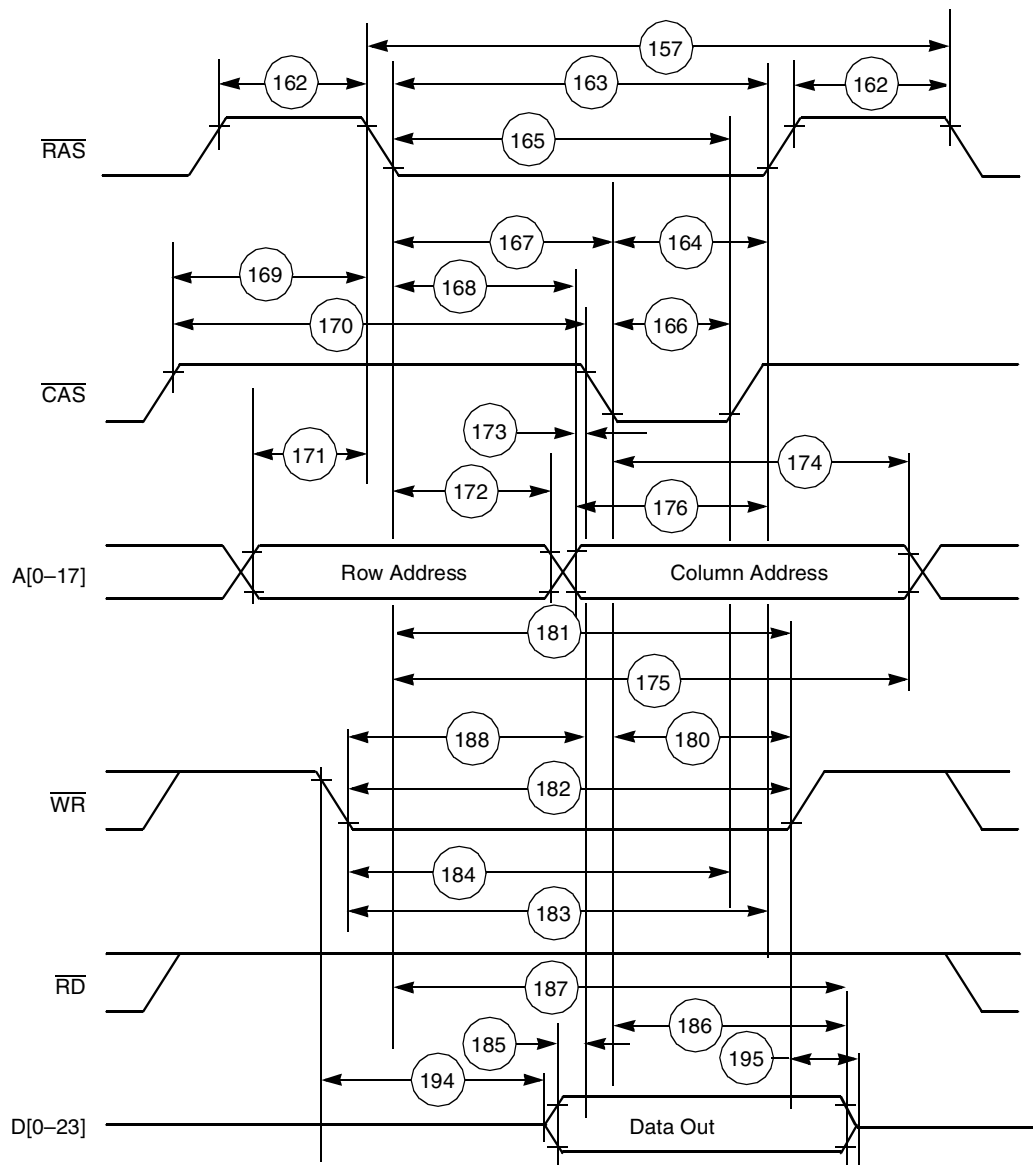 157
162 163 162
RAS
165
167 164
169
168
170 166
CAS
173
171 174
172 176
A[0–17] Row Address Column Address
181
175
188 180
WR
182
184
183
RD
187
185 186
195
194
D[0–23] Data Out